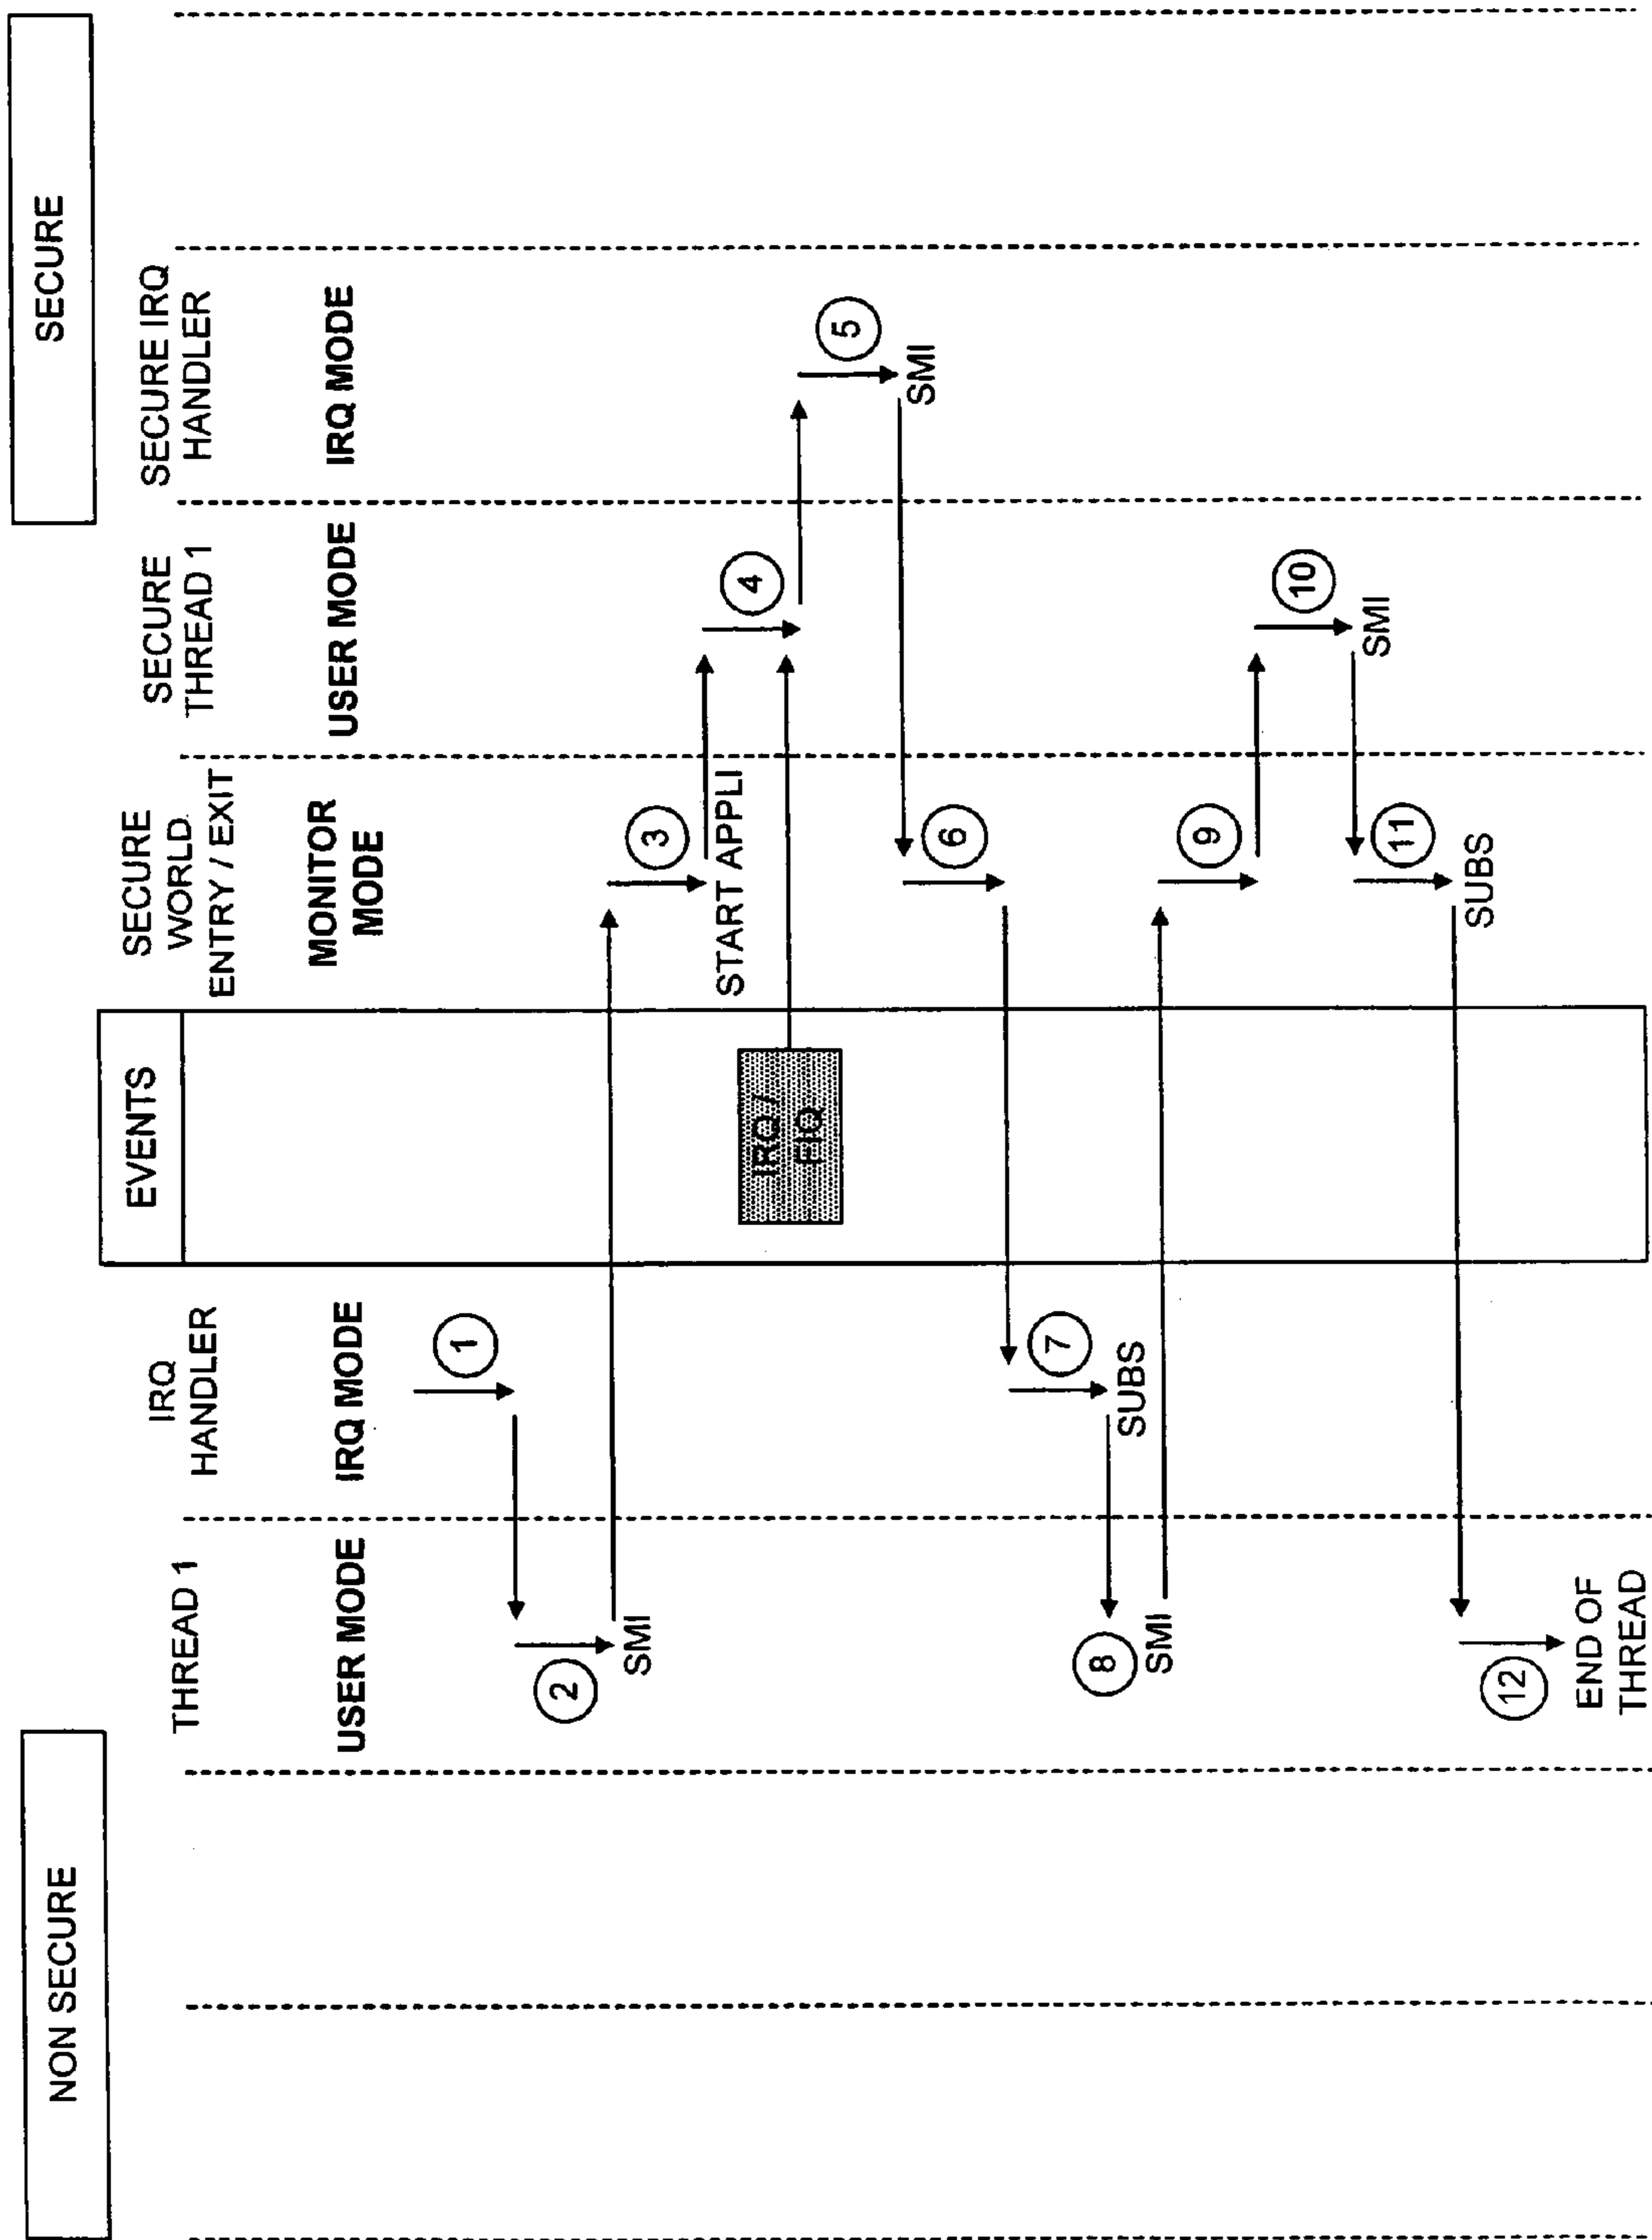 NON SECURE
SECURE
THREAD 1
IRQ
HANDLER
EVENTS
SECURE
WORLD
ENTRY / EXIT
SECURE
THREAD 1
SECURE IRQ
HANDLER
USER MODE
IRQ MODE
MONITOR
MODE
USER MODE
IRQ MODE
1
2
SMI
3
START APPLI
IRQ /
FIQ
4
5
SMI
6
7
SUBS
8
SMI
9
10
SMI
11
SUBS
12
END OF
THREAD